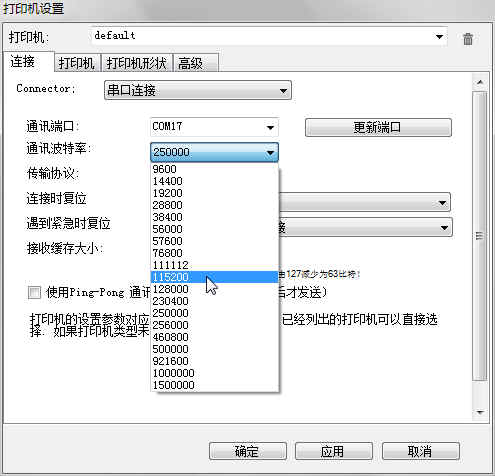 打印机设置
打印机:
default
连接
打印机
打印机形状
高级
Connector:
串口连接
通讯端口:
COM17
更新端口
通讯波特率:
250000
传输协议:
9600
14400
19200
28800
38400
56000
57600
76800
111112
115200
128000
230400
250000
256000
460800
500000
921600
1000000
1500000
连接时复位
遇到紧急时复位
接收缓存大小:
由127减少为63比特!
使用Ping-Pong 通讯
后才发送)
打印机的设置参数对应
已经列出的打印机可以直接选
择. 如果打印机类型未
确定
应用
取消